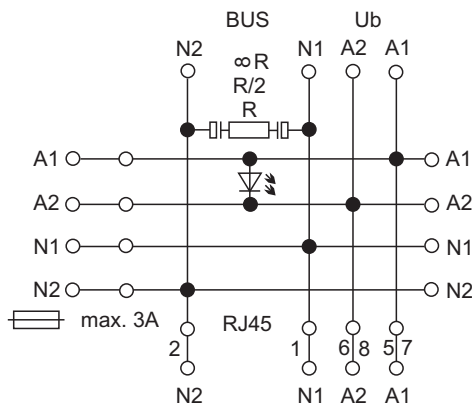 BUS Ub
N2 N1 A2 A1
∞R
R/2
R
A1 A1
A2 A2
N1 N1
N2 N2
max. 3A RJ45
2 1 6 8 5 7
N2 N1 A2 A1